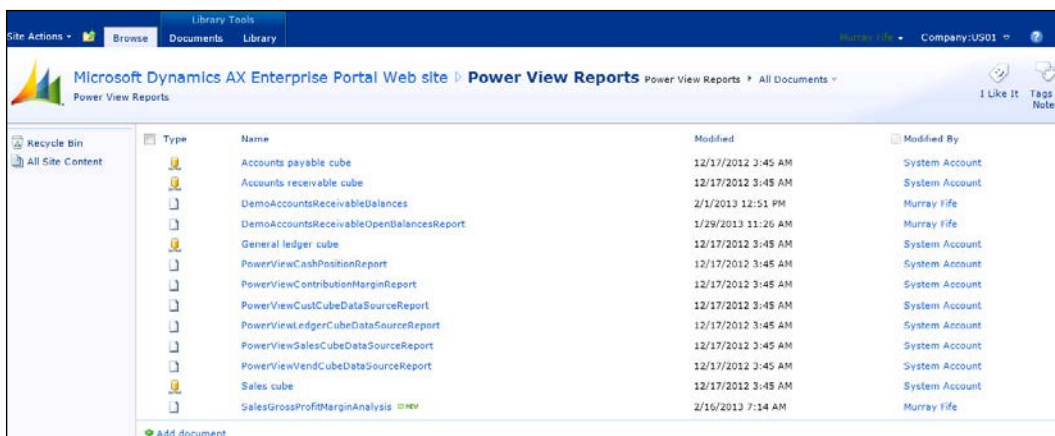 Library Tools
Site Actions Browse Documents Library Murray Fife Company:US01
Microsoft Dynamics AX Enterprise Portal Web site Power View Reports Power View Reports All Documents
Power View Reports
I Like It Tags Note
Recycle Bin
All Site Content
Type Name Modified Modified By
Accounts payable cube 12/17/2012 3:45 AM System Account
Accounts receivable cube 12/17/2012 3:45 AM System Account
DemoAccountsReceivableBalances 2/1/2013 12:51 PM Murray Fife
DemoAccountsReceivableOpenBalancesReport 1/29/2013 11:26 AM Murray Fife
General ledger cube 12/17/2012 3:45 AM System Account
PowerViewCashPositionReport 12/17/2012 3:45 AM System Account
PowerViewContributionMarginReport 12/17/2012 3:45 AM System Account
PowerViewCustCubeDataSourceReport 12/17/2012 3:45 AM System Account
PowerViewLedgerCubeDataSourceReport 12/17/2012 3:45 AM System Account
PowerViewSalesCubeDataSourceReport 12/17/2012 3:45 AM System Account
PowerViewVendCubeDataSourceReport 12/17/2012 3:45 AM System Account
Sales cube 12/17/2012 3:45 AM System Account
SalesGrossProfitMarginAnalysis NEW 2/16/2013 7:14 AM Murray Fife
Add document